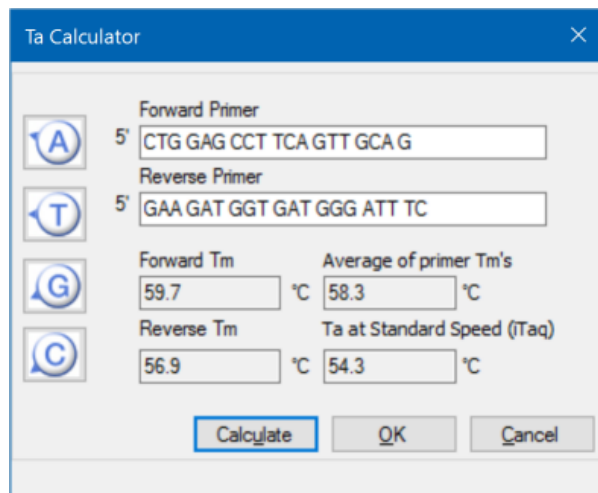 Ta Calculator
Forward Primer
A 5' CTG GAG CCT TCA GTT GCA G
Reverse Primer
T 5' GAA GAT GGT GAT GGG ATT TC
Forward Tm Average of primer Tm's
G 59.7 °C 58.3 °C
Reverse Tm Ta at Standard Speed (iTaq)
C 56.9 °C 54.3 °C
Calculate OK Cancel